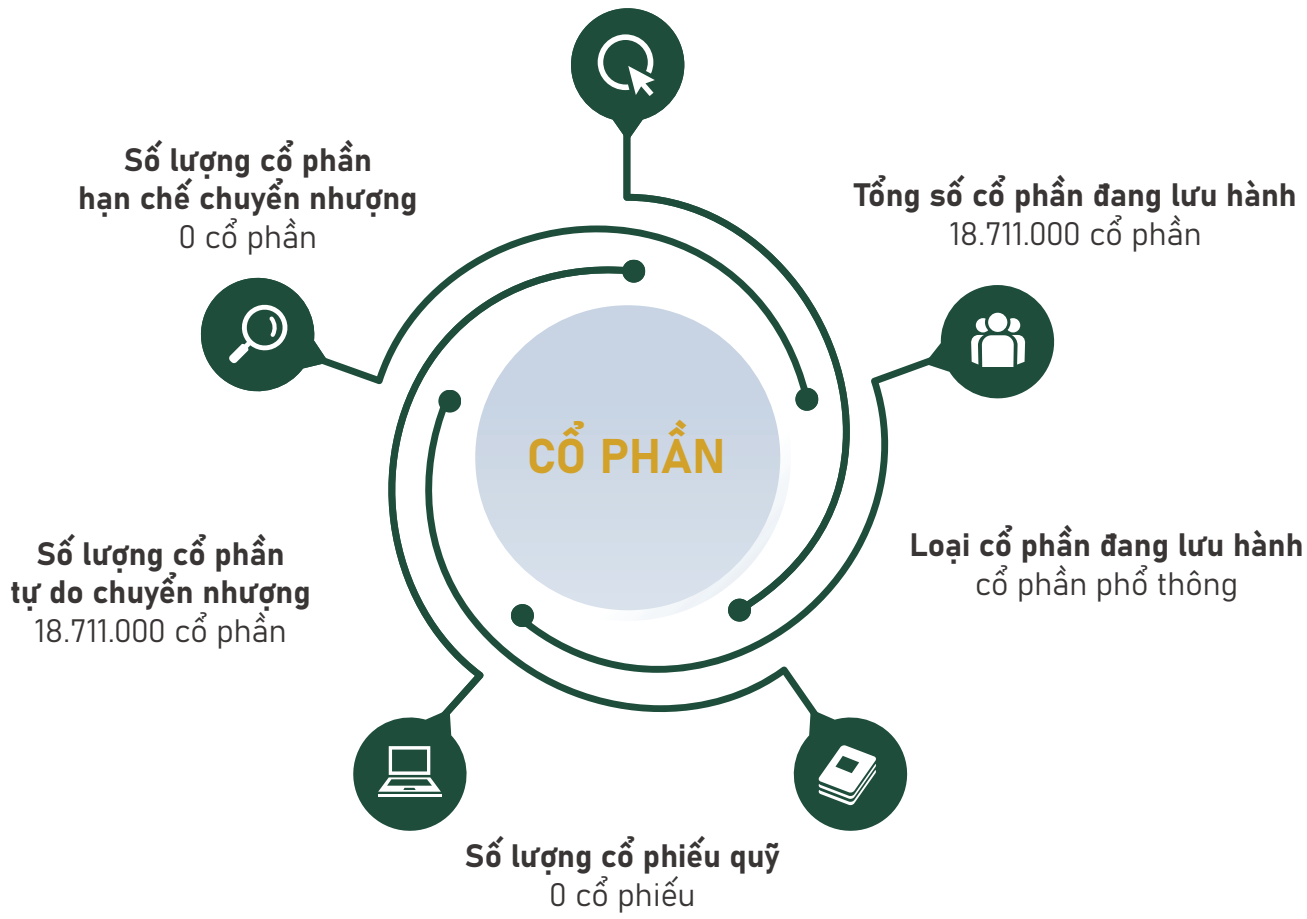 Số lượng cổ phần
hạn chế chuyển nhượng
0 cổ phần
Tổng số cổ phần đang lưu hành
18.711.000 cổ phần
CỔ PHẦN
Số lượng cổ phần
tự do chuyển nhượng
18.711.000 cổ phần
Loại cổ phần đang lưu hành
cổ phần phổ thông
Số lượng cổ phiếu quỹ
0 cổ phiếu